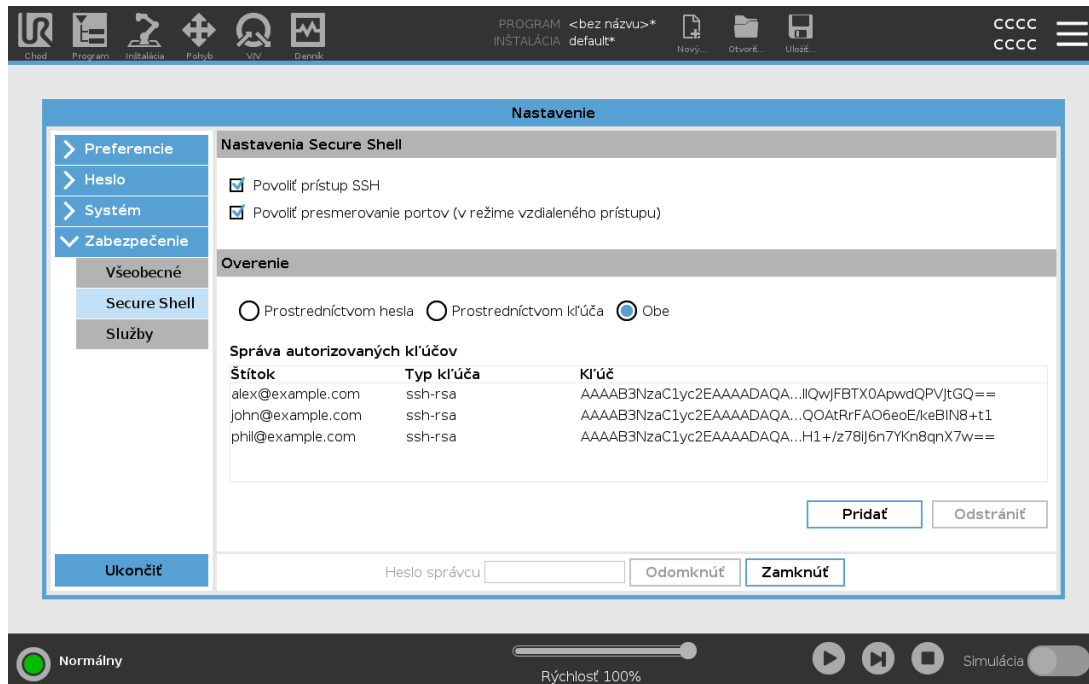 PROGRAM <bez názvu>*
INŠTALÁCIA default*
CCCC
CCCC
Chod Program Inštalácia Pohyb V/V Denník Nový... Otvoriť... Uložiť...
Nastavenie
Preferencie
Heslo
Systém
Zabezpečenie
Všeobecné
Secure Shell
Služby
Ukončiť
Nastavenia Secure Shell
Povoliť prístup SSH
Povoliť presmerovanie portov (v režime vzdialeného prístupu)
Overenie
Prostredníctvom hesla Prostredníctvom kľúča Obe
Správa autorizovaných kľúčov
Štítok Typ kľúča Kľúč
alex@example.com ssh-rsa AAAAB3NzaC1yc2EAAAADAQA...IIQwJFBTX0ApwdQPVJtGQ==
john@example.com ssh-rsa AAAAB3NzaC1yc2EAAAADAQA...QOAtRrFAO6eoE/keBIN8+t1
phil@example.com ssh-rsa AAAAB3NzaC1yc2EAAAADAQA...H1+/z78iJ6n7YKn8qnX7w==
Pridať Odstrániť
Heslo správcu Odomknúť Zamknúť
Normálny
Rýchlosť 100%
Simulácia